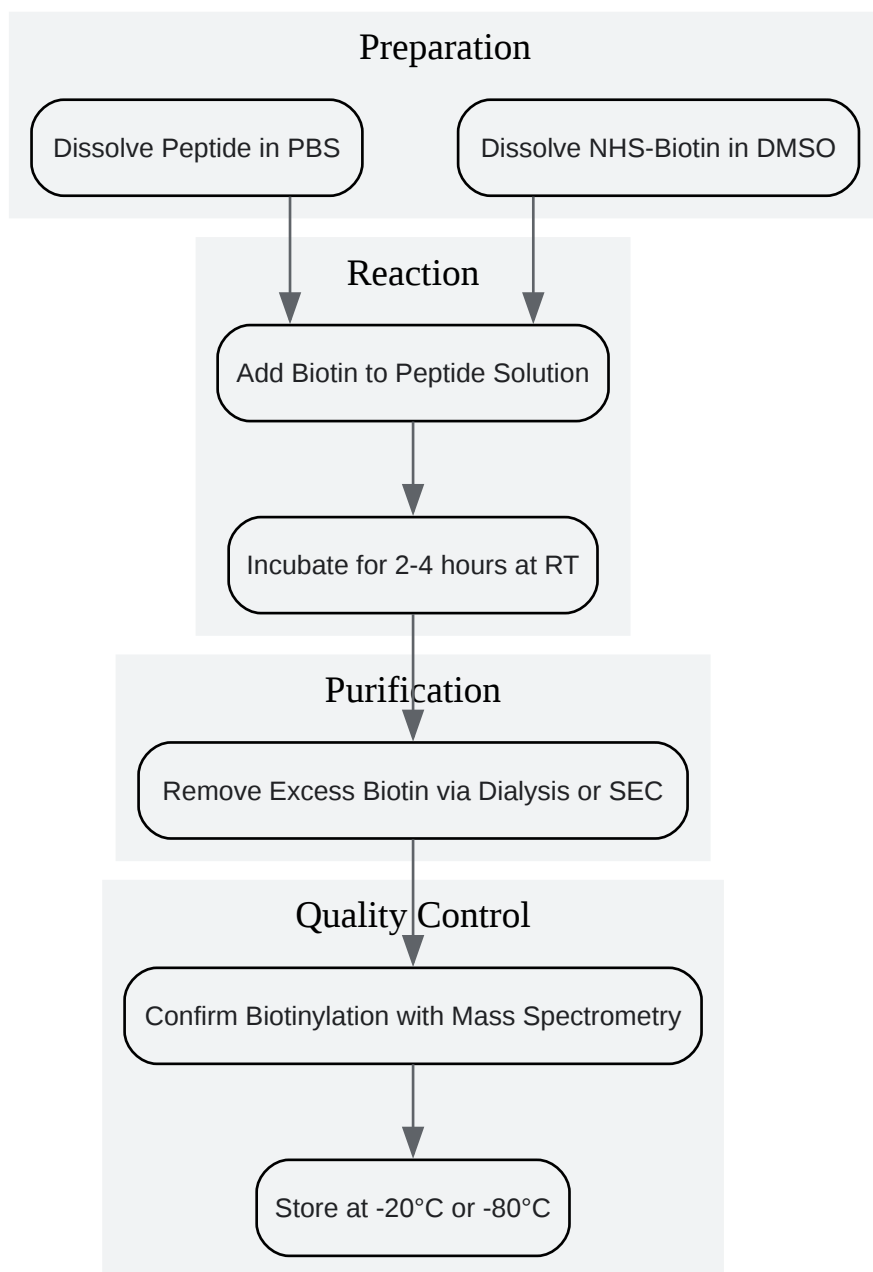 Preparation
Dissolve Peptide in PBS
Dissolve NHS-Biotin in DMSO
Reaction
Add Biotin to Peptide Solution
Incubate for 2-4 hours at RT
Purification
Remove Excess Biotin via Dialysis or SEC
Quality Control
Confirm Biotinylation with Mass Spectrometry
Store at -20°C or -80°C